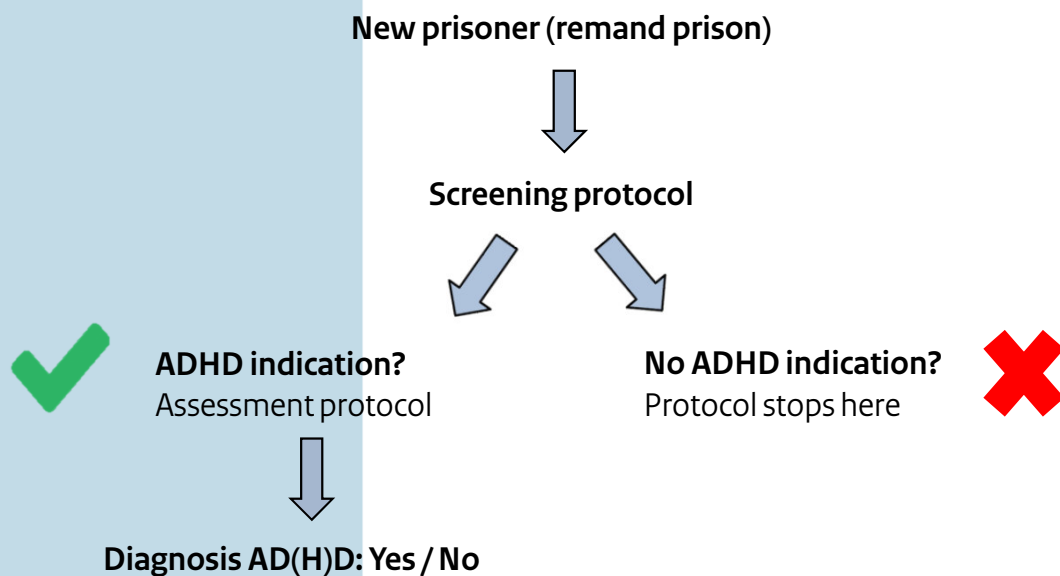 New prisoner (remand prison)
Screening protocol
ADHD indication?
Assessment protocol
No ADHD indication?
Protocol stops here
Diagnosis AD(H)D: Yes / No